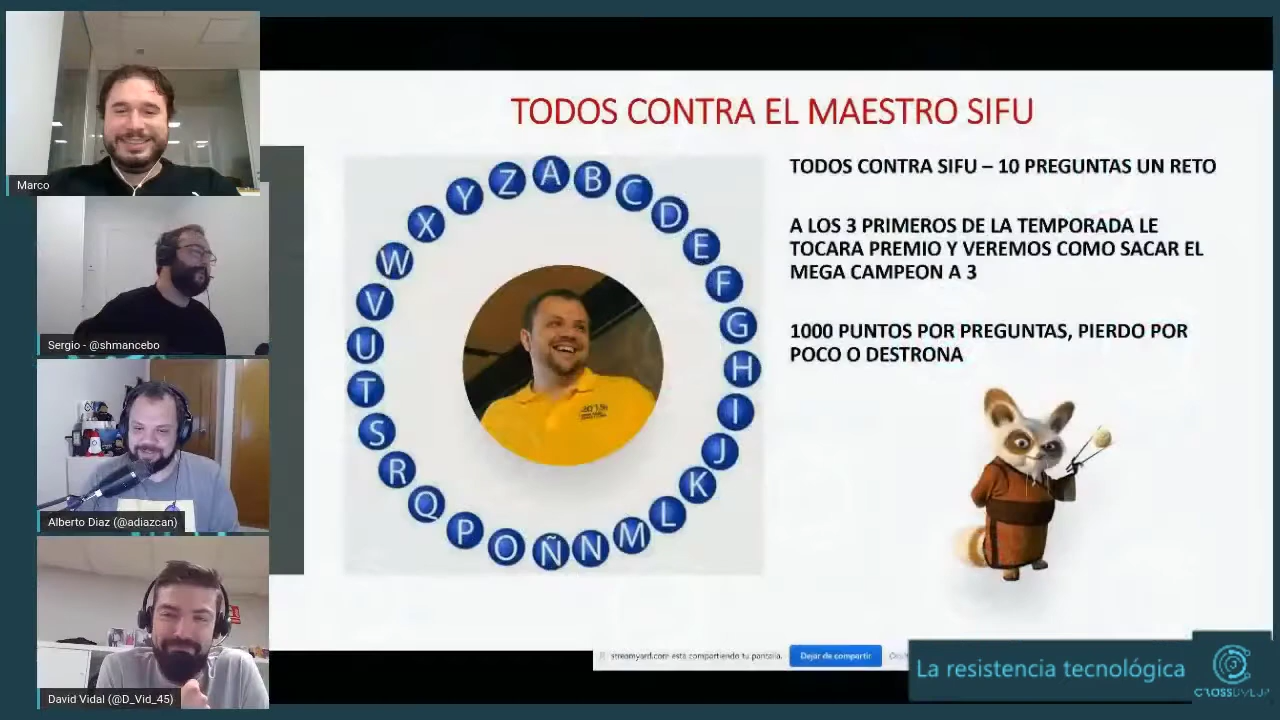 TODOS CONTRA EL MAESTRO SIFU
TODOS CONTRA SIFU – 10 PREGUNTAS UN RETO
A LOS 3 PRIMEROS DE LA TEMPORADA LE
TOCARA PREMIO Y VEREMOS COMO SACAR EL
MEGA CAMPEON A 3
1000 PUNTOS POR PREGUNTAS, PIERDO POR
POCO O DESTRONA
A
B
C
D
E
F
G
H
I
J
K
L
M
N
Ñ
O
P
Q
R
S
T
U
V
W
X
Y
Z
Marco
Sergio - @shmancebo
Alberto Diaz (@adiazcan)
David Vidal (@D_Vid_45)
streamyard.com está compartiendo tu pantalla.
Dejar de compartir
La resistencia tecnológica